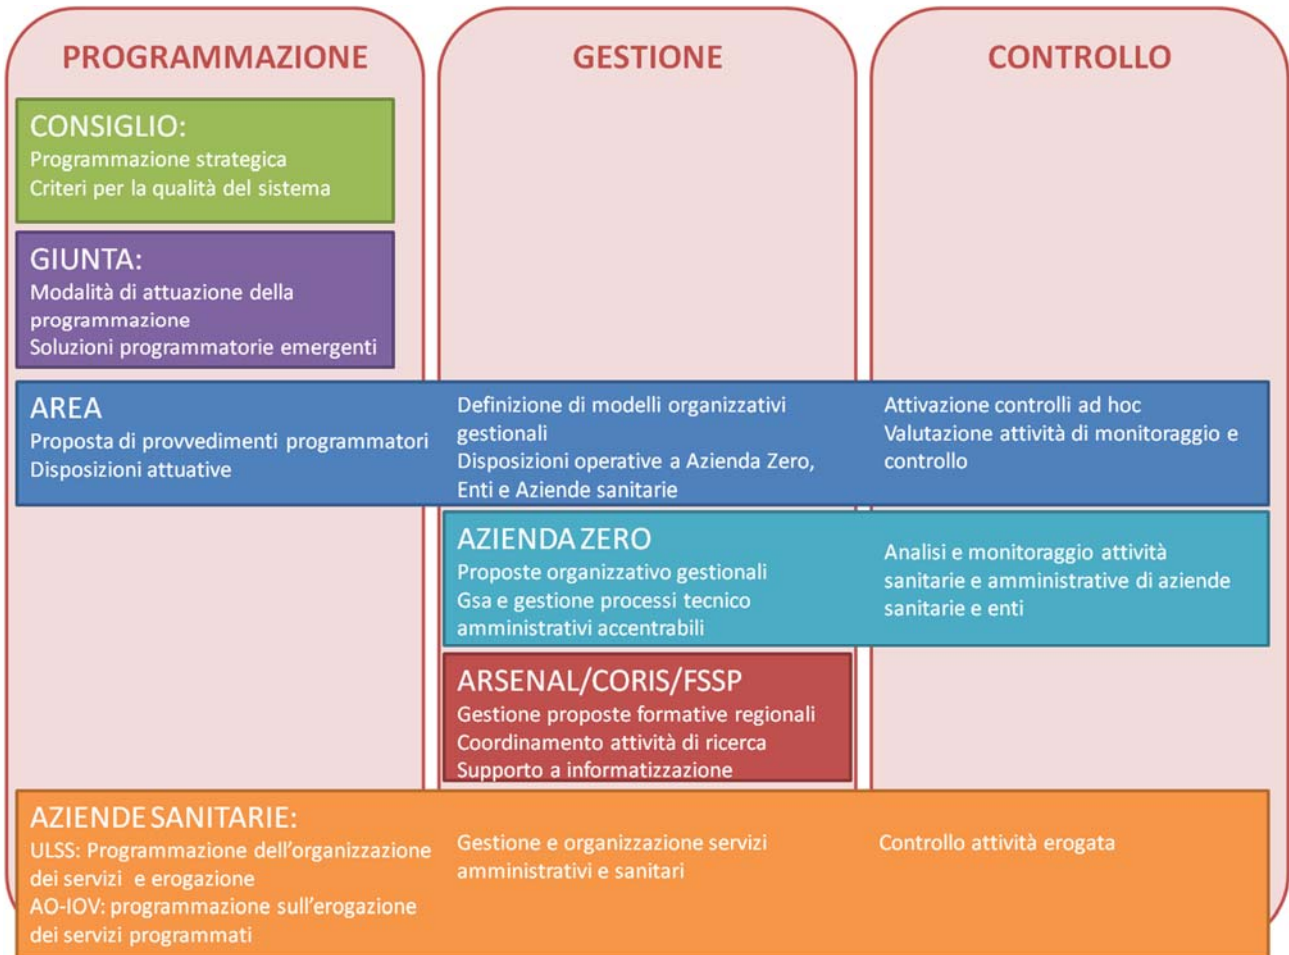 PROGRAMMAZIONE
GESTIONE
CONTROLLO
CONSIGLIO:
Programmazione strategica
Criteri per la qualità del sistema
GIUNTA:
Modalità di attuazione della
programmazione
Soluzioni programmatorie emergenti
AREA
Proposta di provvedimenti programmatori
Disposizioni attuative
Definizione di modelli organizzativi
gestionali
Disposizioni operative a Azienda Zero,
Enti e Aziende sanitarie
Attivazione controlli ad hoc
Valutazione attività di monitoraggio e
controllo
AZIENDA ZERO
Proposte organizzativo gestionali
Gsa e gestione processi tecnico
amministrativi accentrabili
Analisi e monitoraggio attività
sanitarie e amministrative di aziende
sanitarie e enti
ARSENAL/CORIS/FSSP
Gestione proposte formative regionali
Coordinamento attività di ricerca
Supporto a informatizzazione
AZIENDE SANITARIE:
ULSS: Programmazione dell'organizzazione
dei servizi e erogazione
AO-IOV: programmazione sull'erogazione
dei servizi programmati
Gestione e organizzazione servizi
amministrativi e sanitari
Controllo attività erogata